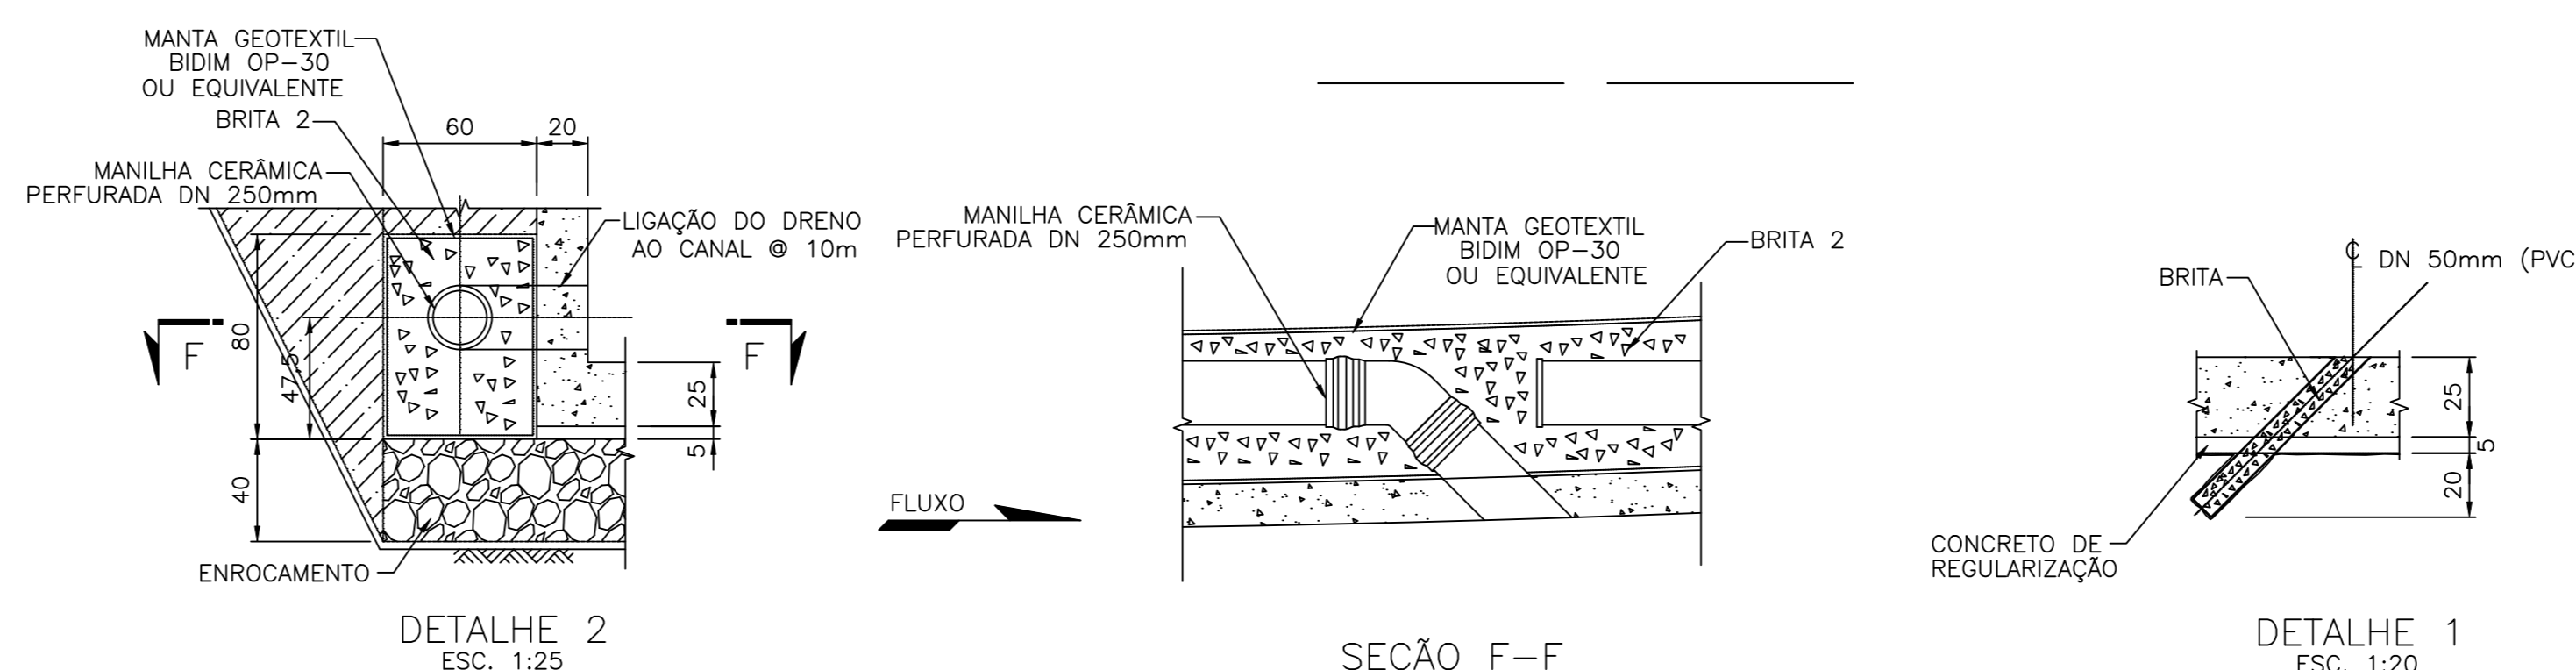 MANTA GEOTEXTIL
BIDIM OP-30
OU EQUIVALENTE
BRITA 2
MANILHA CERÂMICA
PERFURADA DN 250mm
60
20
LIGAÇÃO DO DRENO
AO CANAL @ 10m
F
F
80
47,5
40
25
5
ENROCAMENTO
DETALHE 2
ESC. 1:25
MANILHA CERÂMICA
PERFURADA DN 250mm
MANTA GEOTEXTIL
BIDIM OP-30
OU EQUIVALENTE
BRITA 2
FLUXO
SEÇÃO F-F
℄ DN 50mm (PVC
BRITA
25
5
20
CONCRETO DE
REGULARIZAÇÃO
DETALHE 1
ESC. 1:20